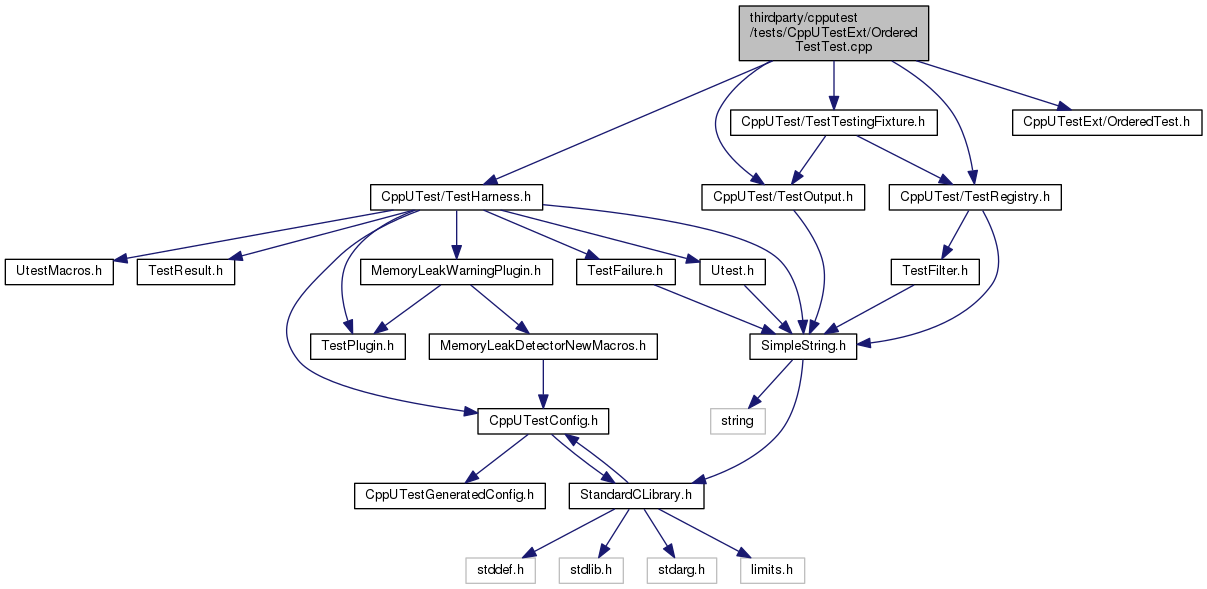 thirdparty/cpputest
/tests/CppUTestExt/Ordered
TestTest.cpp
CppUTest/TestTestingFixture.h
CppUTestExt/OrderedTest.h
CppUTest/TestHarness.h
CppUTest/TestOutput.h
CppUTest/TestRegistry.h
UtestMacros.h
TestResult.h
MemoryLeakWarningPlugin.h
TestFailure.h
Utest.h
TestFilter.h
TestPlugin.h
MemoryLeakDetectorNewMacros.h
SimpleString.h
CppUTestConfig.h
string
CppUTestGeneratedConfig.h
StandardCLibrary.h
stddef.h
stdlib.h
stdarg.h
limits.h